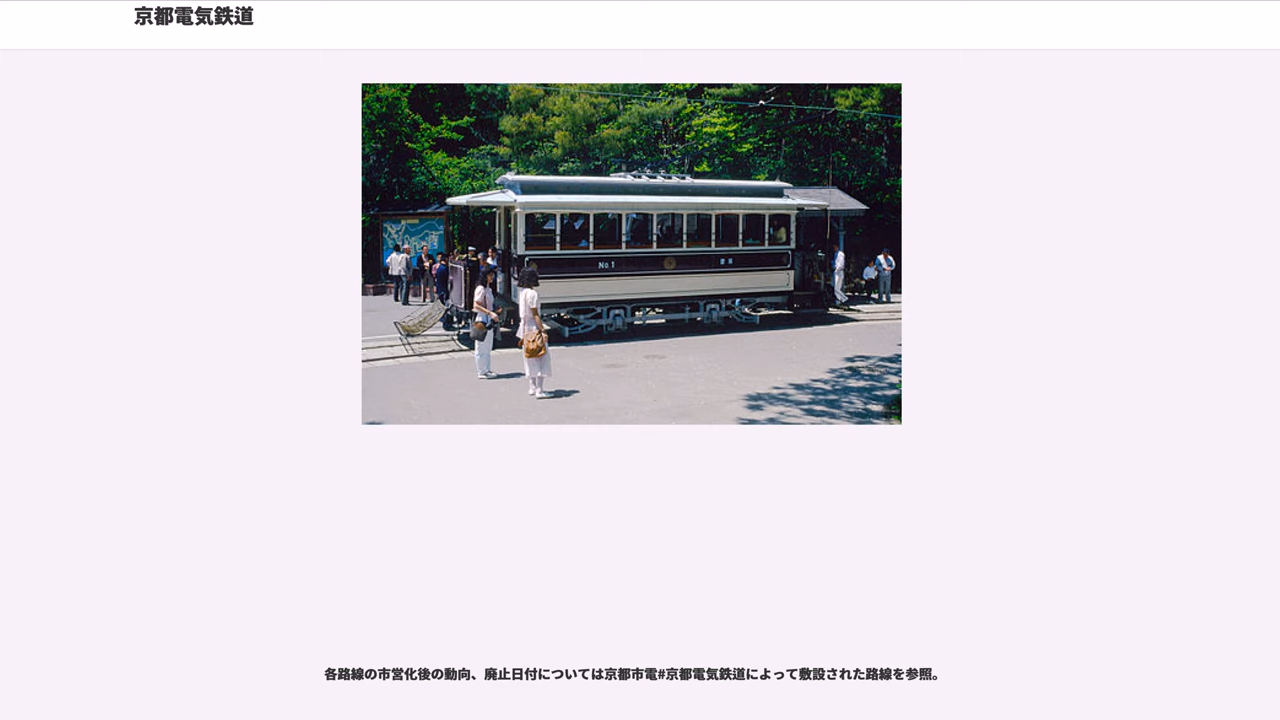 京都電気鉄道
No 1
各路線の市営化後の動向、廃止日付については京都市電#京都電気鉄道によって敷設された路線を参照。